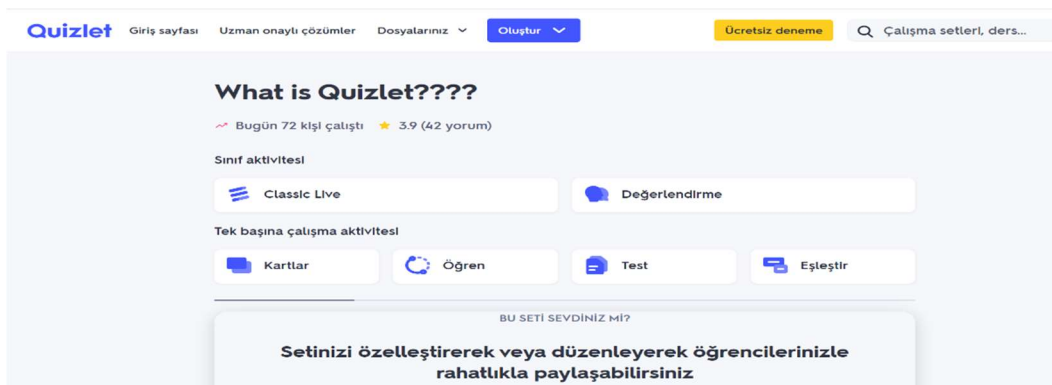 Quizlet Giriş sayfası Uzman onaylı çözümler Dosyalarınız Oluştur Ücretsiz deneme Çalışma setleri, ders...
What is Quizlet????
Bugün 72 kişi çalıştı 3.9 (42 yorum)
Sınıf aktivitesi
Classic Live Değerlendirme
Tek başına çalışma aktivitesi
Kartlar Öğren Test Eşleştir
BU SETİ SEVDİNİZ Mİ?
Setinizi özelleştirerek veya düzenleyerek öğrencilerinizle
rahatlıkla paylaşabilirsiniz